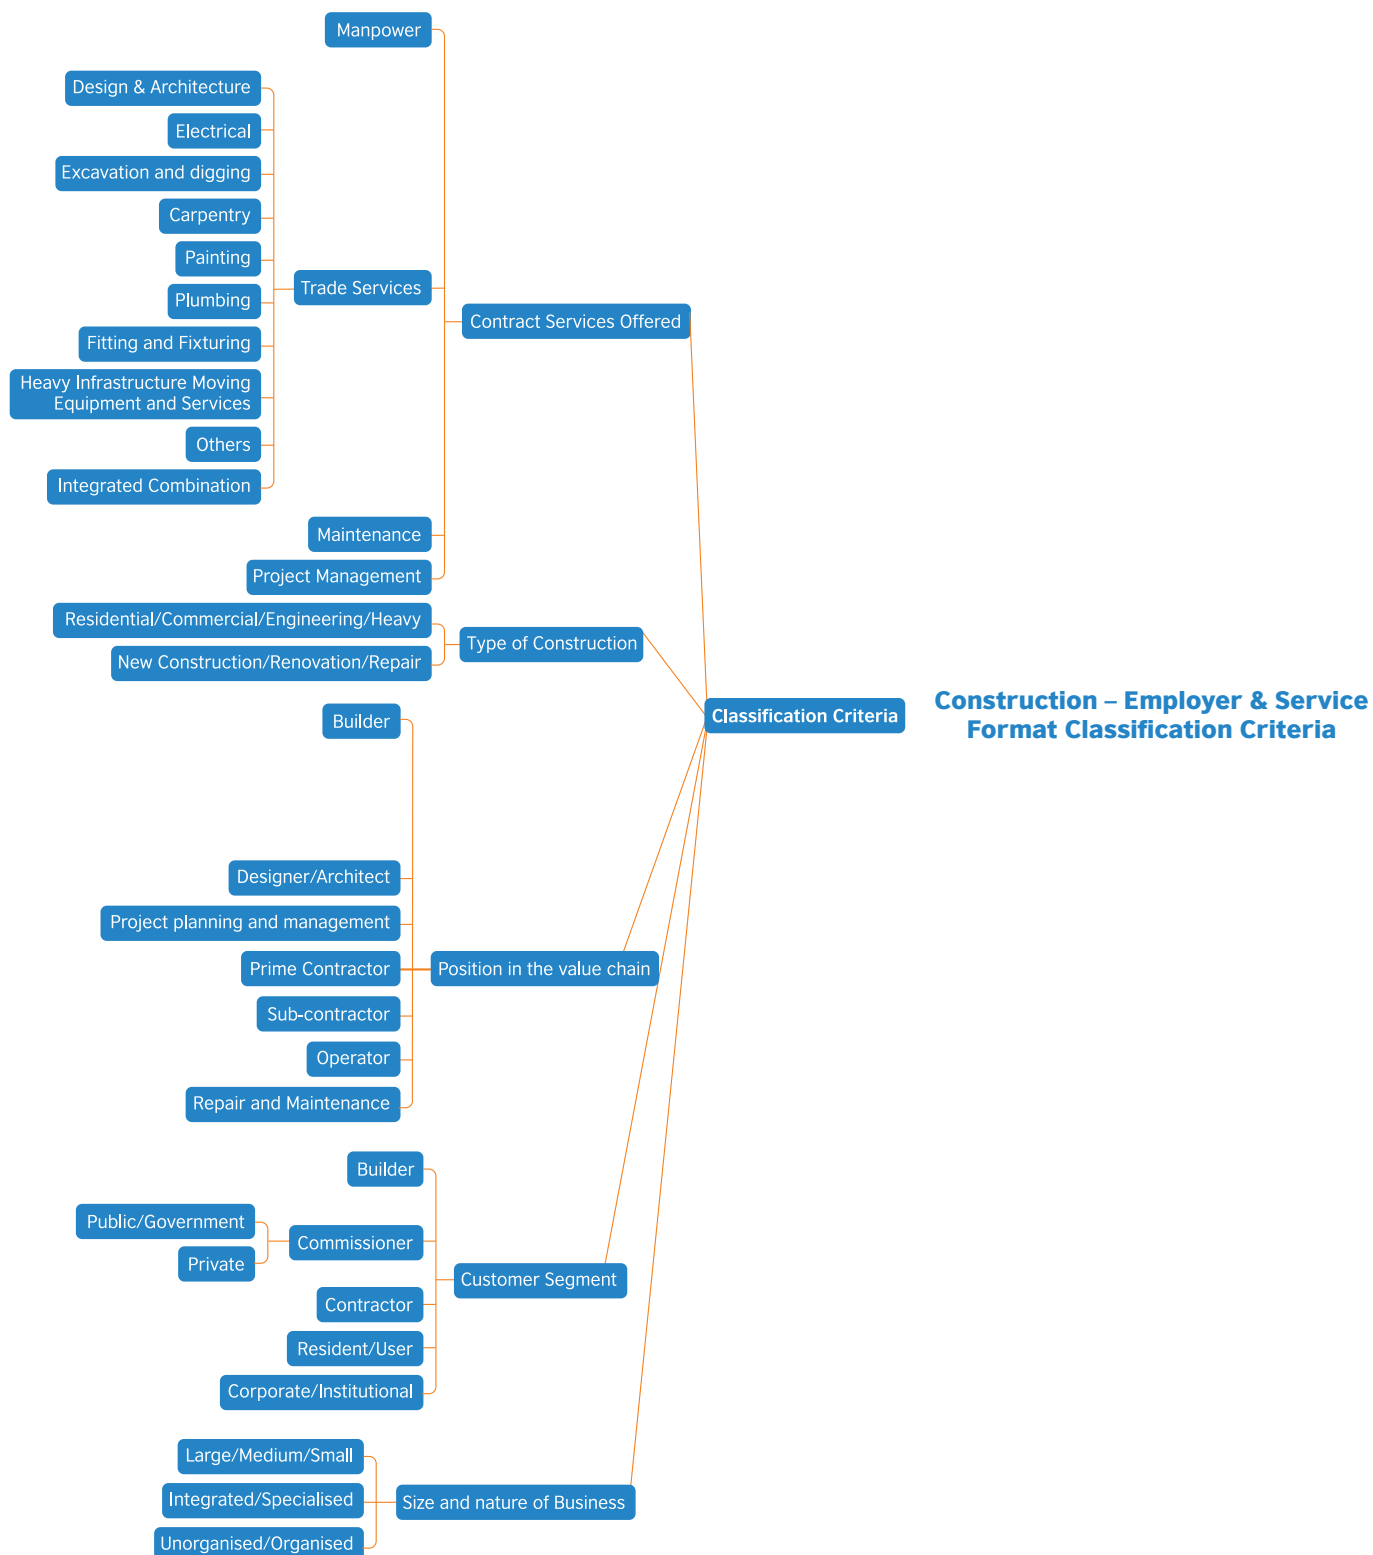 Manpower
Design & Architecture
Electrical
Excavation and digging
Carpentry
Painting
Plumbing
Fitting and Fixturing
Heavy Infrastructure Moving
Equipment and Services
Others
Integrated Combination
Trade Services
Maintenance
Project Management
Contract Services Offered
Residential/Commercial/Engineering/Heavy
New Construction/Renovation/Repair
Type of Construction
Builder
Designer/Architect
Project planning and management
Prime Contractor
Sub-contractor
Operator
Repair and Maintenance
Position in the value chain
Builder
Public/Government
Private
Commissioner
Contractor
Resident/User
Corporate/Institutional
Customer Segment
Large/Medium/Small
Integrated/Specialised
Unorganised/Organised
Size and nature of Business
Classification Criteria
Construction – Employer & Service
Format Classification Criteria